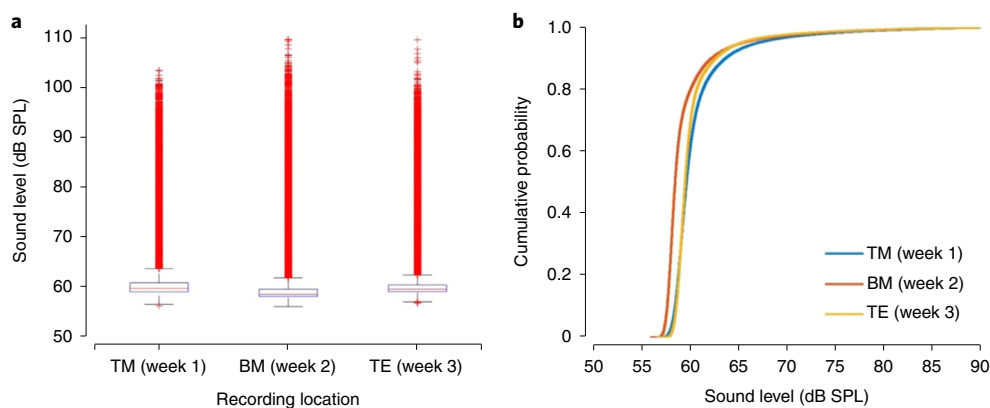 a
Sound level (dB SPL)
110
100
90
80
70
60
50
TM (week 1) BM (week 2) TE (week 3)
Recording location
b
Cumulative probability
1.0
0.8
0.6
0.4
0.2
0
TM (week 1)
BM (week 2)
TE (week 3)
50 55 60 65 70 75 80 85 90
Sound level (dB SPL)